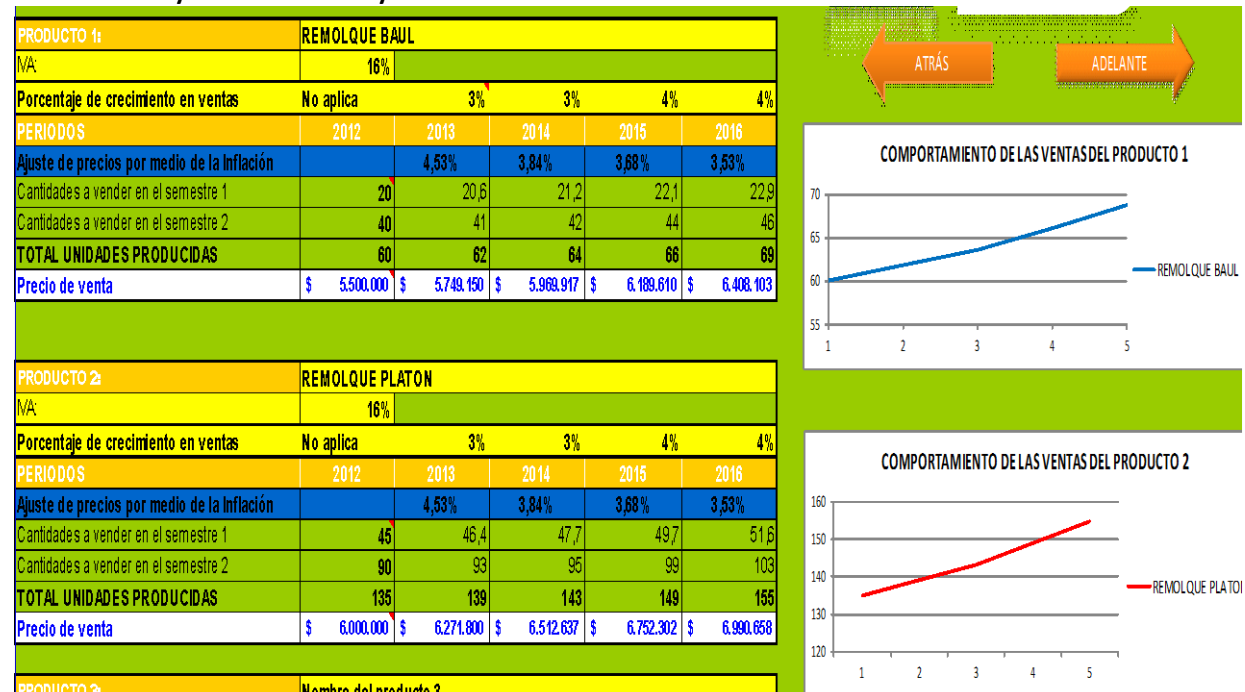 PRODUCTO 1: REMOLQUE BAUL
IVA: 16%
Porcentaje de crecimiento en ventas No aplica 3% 3% 4% 4%
PERIODOS 2012 2013 2014 2015 2016
Ajuste de precios por medio de la Inflación 4,53% 3,84% 3,68% 3,53%
Cantidades a vender en el semestre 1 20 20,6 21,2 22,1 22,9
Cantidades a vender en el semestre 2 40 41 42 44 46
TOTAL UNIDADES PRODUCIDAS 60 62 64 66 69
Precio de venta $ 5.500.000 $ 5.749.150 $ 5.969.917 $ 6.189.610 $ 6.408.103
ATRÁS
ADELANTE
COMPORTAMIENTO DE LAS VENTAS DEL PRODUCTO 1
70
65
60
55
1 2 3 4 5
REMOLQUE BAUL
PRODUCTO 2: REMOLQUE PLATON
IVA: 16%
Porcentaje de crecimiento en ventas No aplica 3% 3% 4% 4%
PERIODOS 2012 2013 2014 2015 2016
Ajuste de precios por medio de la Inflación 4,53% 3,84% 3,68% 3,53%
Cantidades a vender en el semestre 1 45 46,4 47,7 49,7 51,6
Cantidades a vender en el semestre 2 90 93 95 99 103
TOTAL UNIDADES PRODUCIDAS 135 139 143 149 155
Precio de venta $ 6.000.000 $ 6.271.800 $ 6.512.637 $ 6.752.302 $ 6.990.658
COMPORTAMIENTO DE LAS VENTAS DEL PRODUCTO 2
160
150
140
130
120
1 2 3 4 5
REMOLQUE PLATON
PRODUCTO 3: Nombre del producto 3